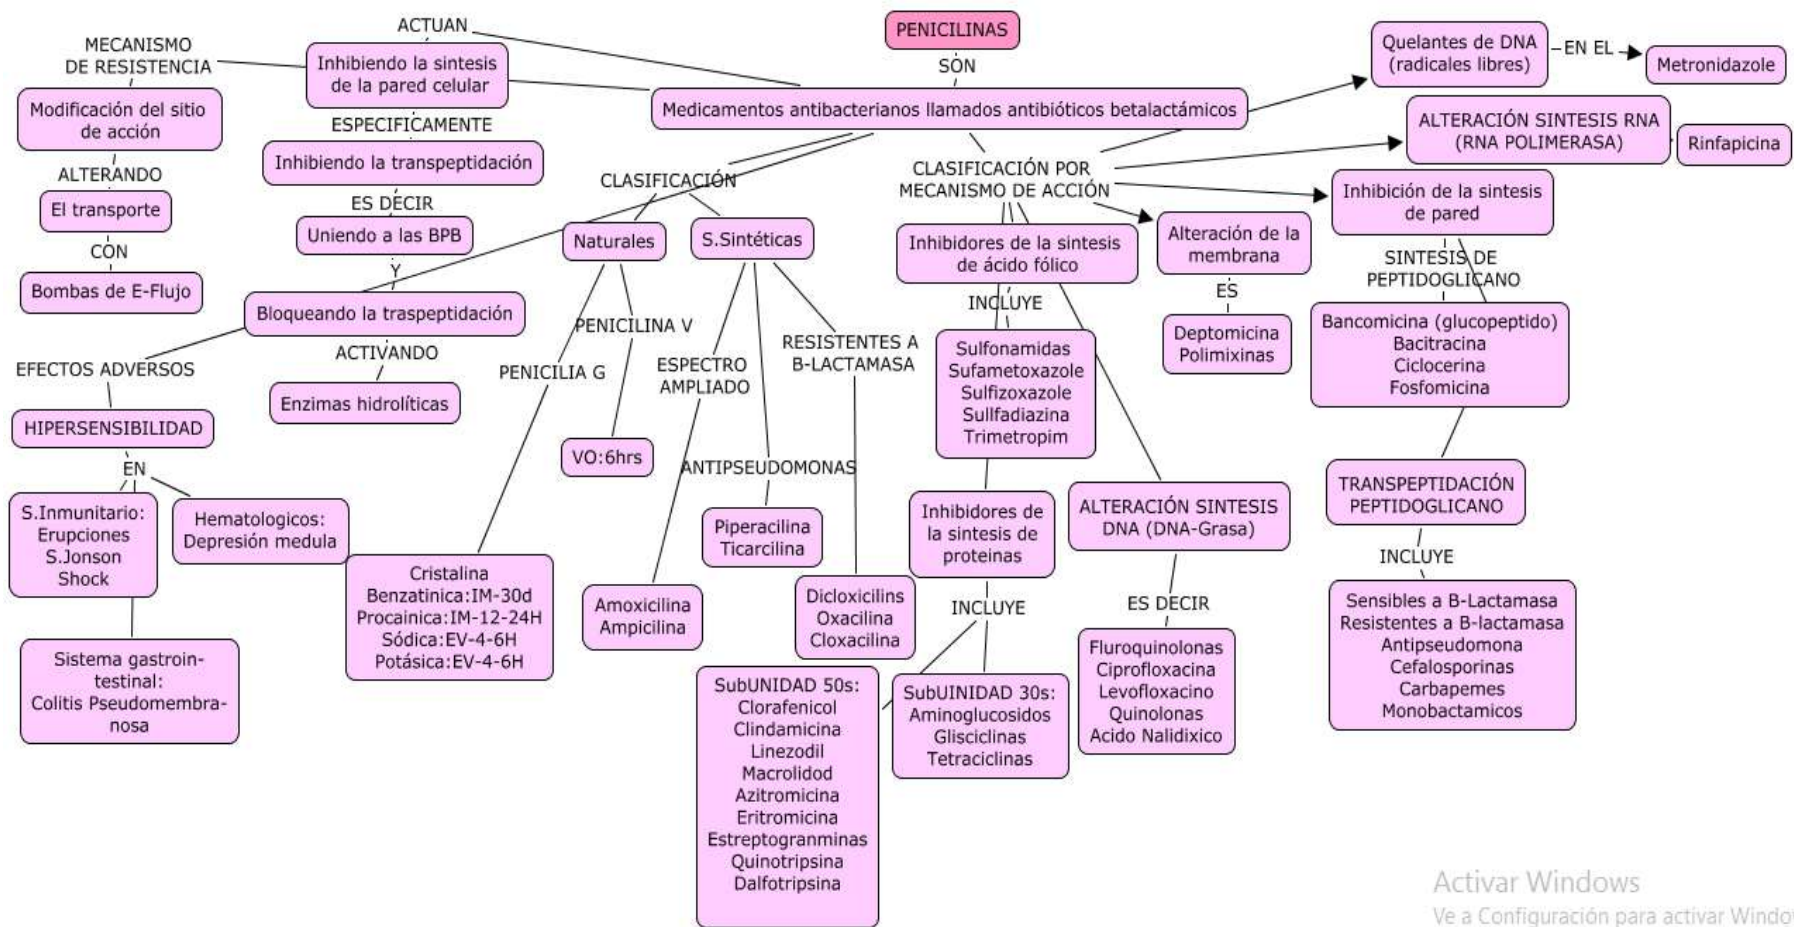 PENICILINAS
SON
Medicamentos antibacterianos llamados antibióticos betalactámicos
ACTUAN
Inhibiendo la sintesis
de la pared celular
ESPECIFICAMENTE
Inhibiendo la transpeptidación
ES DECIR
Uniendo a las BPB
Y
Bloqueando la traspeptidación
ACTIVANDO
Enzimas hidrolíticas
MECANISMO
DE RESISTENCIA
Modificación del sitio
de acción
ALTERANDO
El transporte
CON
Bombas de E-Flujo
EFECTOS ADVERSOS
HIPERSENSIBILIDAD
EN
S.Inmunitario:
Erupciones
S.Jonson
Shock
Hematologicos:
Depresión medula
Sistema gastroin-
testinal:
Colitis Pseudomembra-
nosa
CLASIFICACIÓN
Naturales
S.Sintéticas
PENICILIA G
PENICILINA V
Cristalina
Benzatinica:IM-30d
Procainica:IM-12-24H
Sódica:EV-4-6H
Potásica:EV-4-6H
VO:6hrs
ESPECTRO
AMPLIADO
Amoxicilina
Ampicilina
ANTIPSEUDOMONAS
Piperacilina
Ticarcilina
RESISTENTES A
B-LACTAMASA
Dicloxicilins
Oxacilina
Cloxacilina
CLASIFICACIÓN POR
MECANISMO DE ACCIÓN
Inhibidores de la sintesis
de ácido fólico
INCLUYE
Sulfonamidas
Sufametoxazole
Sulfizoxazole
Sullfadiazina
Trimetropim
Inhibidores de
la sintesis de
proteinas
INCLUYE
SubUNIDAD 50s:
Clorafenicol
Clindamicina
Linezodil
Macrolidod
Azitromicina
Eritromicina
Estreptogranminas
Quinotripsina
Dalfotripsina
SubUINIDAD 30s:
Aminoglucosidos
Glisciclinas
Tetraciclinas
ALTERACIÓN SINTESIS
DNA (DNA-Grasa)
ES DECIR
Fluroquinolonas
Ciprofloxacina
Levofloxacino
Quinolonas
Acido Nalidixico
Alteración de la
membrana
ES
Deptomicina
Polimixinas
Quelantes de DNA
(radicales libres)
EN EL
Metronidazole
ALTERACIÓN SINTESIS RNA
(RNA POLIMERASA)
Rinfapicina
Inhibición de la sintesis
de pared
SINTESIS DE
PEPTIDOGLICANO
Bancomicina (glucopeptido)
Bacitracina
Ciclocerina
Fosfomicina
TRANSPEPTIDACIÓN
PEPTIDOGLICANO
INCLUYE
Sensibles a B-Lactamasa
Resistentes a B-lactamasa
Antipseudomona
Cefalosporinas
Carbapemes
Monobactamicos
Activar Windows
Ve a Configuración para activar Window